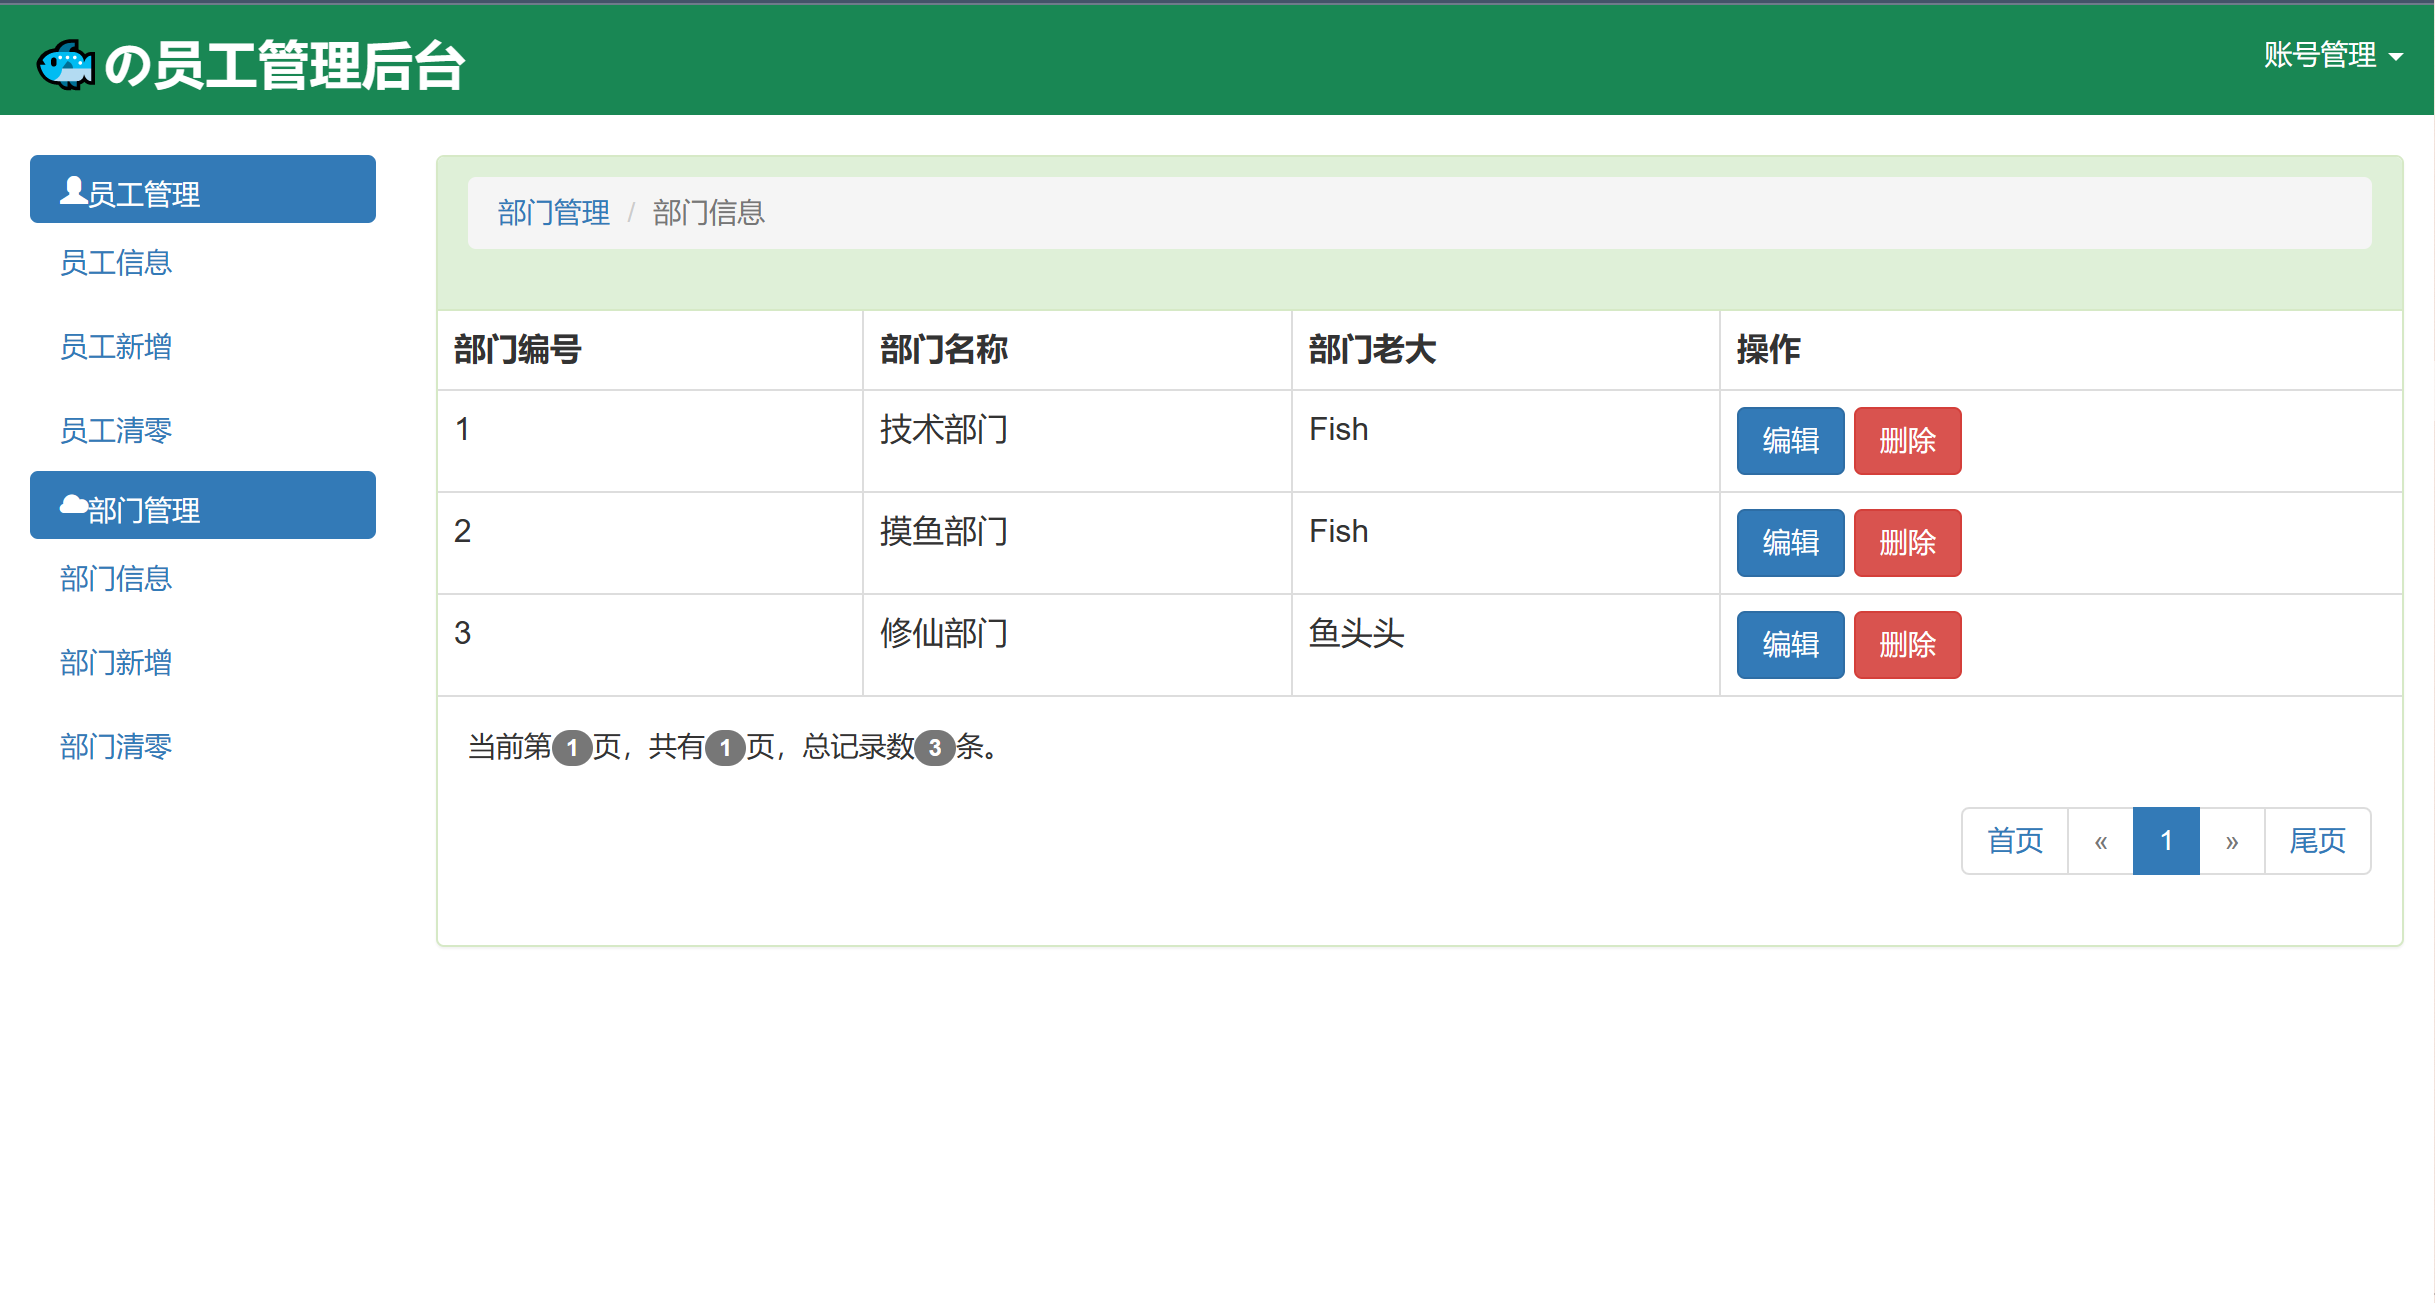 の员工管理后台
账号管理
员工管理
员工信息
员工新增
员工清零
部门管理
部门信息
部门新增
部门清零
部门管理 / 部门信息
部门编号 部门名称 部门老大 操作
1 技术部门 Fish 编辑 删除
2 摸鱼部门 Fish 编辑 删除
3 修仙部门 鱼头头 编辑 删除
当前第1页，共有1页，总记录数3条。
首页 « 1 » 尾页